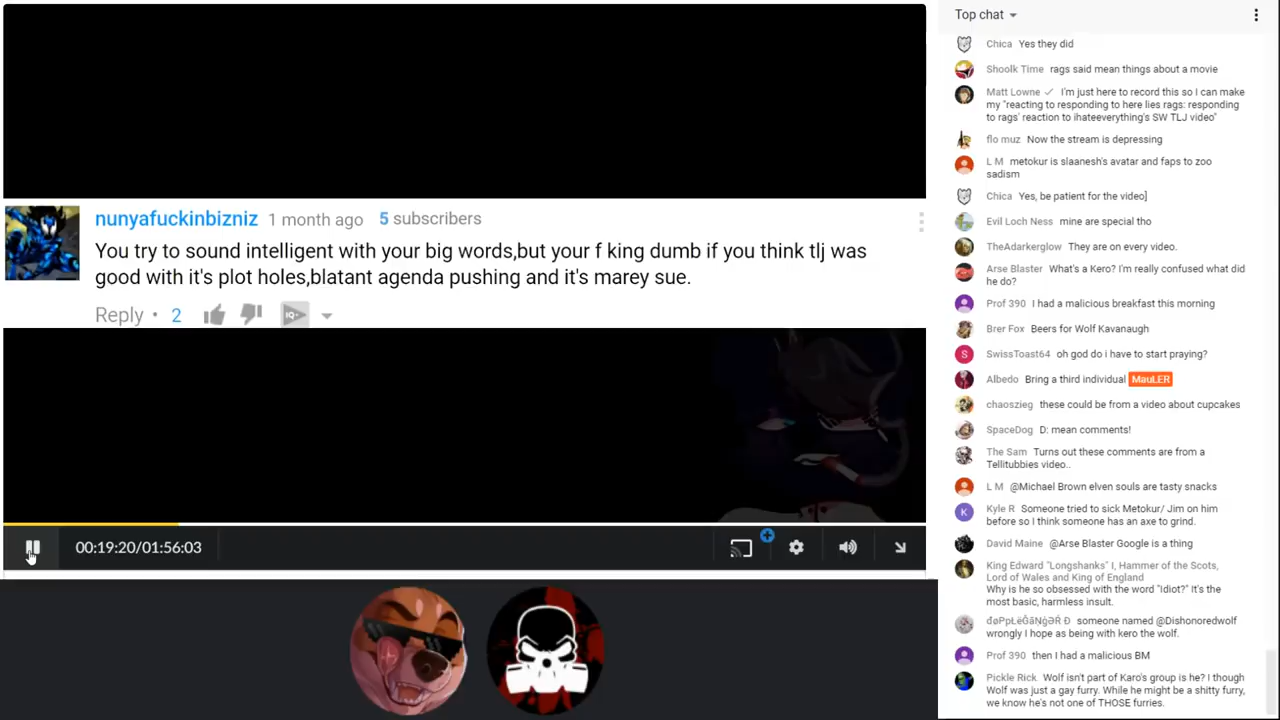 nunyafuckinbizniz 1 month ago 5 subscribers
You try to sound intelligent with your big words,but your f king dumb if you think tlj was
good with it's plot holes,blatant agenda pushing and it's marey sue.
Reply • 2
IQ+
00:19:20/01:56:03
Top chat
Chica Yes they did
Shoolk Time rags said mean things about a movie
Matt Lowne ✓ I'm just here to record this so I can make
my "reacting to responding to here lies rags: responding
to rags' reaction to ihateeverything's SW TLJ video"
flo muz Now the stream is depressing
L M metokur is slaanesh's avatar and faps to zoo
sadism
Chica Yes, be patient for the video]
Evil Loch Ness mine are special tho
TheAdarkerglow They are on every video.
Arse Blaster What's a Kero? I'm really confused what did
he do?
Prof 390 I had a malicious breakfast this morning
Brer Fox Beers for Wolf Kavanaugh
S SwissToast64 oh god do i have to start praying?
Albedo Bring a third individual MauLER
chaoszieg these could be from a video about cupcakes
SpaceDog D: mean comments!
The Sam Turns out these comments are from a
Tellitubbies video..
L M @Michael Brown elven souls are tasty snacks
K Kyle R Someone tried to sick Metokur/ Jim on him
before so I think someone has an axe to grind.
David Maine @Arse Blaster Google is a thing
King Edward "Longshanks" I, Hammer of the Scots,
Lord of Wales and King of England
Why is he so obsessed with the word "Idiot?" It's the
most basic, harmless insult.
someone named @Dishonoredwolf
wrongly I hope as being with kero the wolf.
Prof 390 then I had a malicious BM
Pickle Rick Wolf isn't part of Karo's group is he? I though
Wolf was just a gay furry. While he might be a shitty furry,
we know he's not one of THOSE furries.